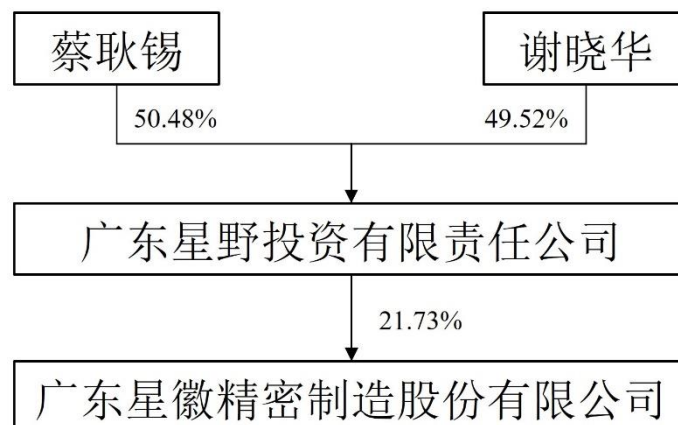 蔡耿锡
谢晓华
50.48%
49.52%
广东星野投资有限责任公司
21.73%
广东星徽精密制造股份有限公司